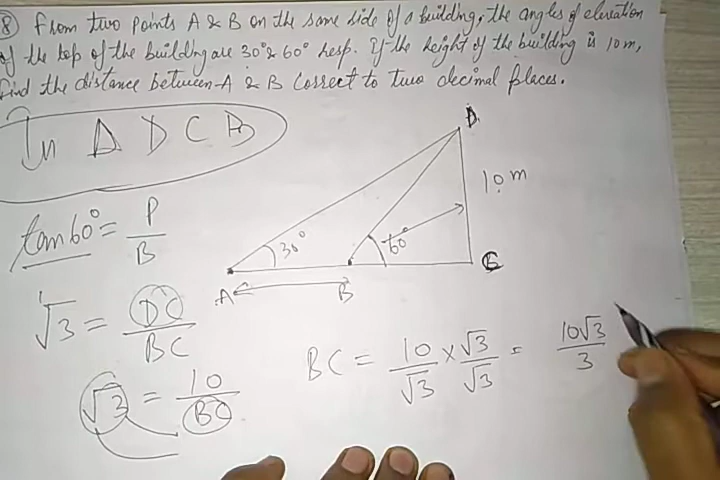 8) From two points A & B on the same side of a building, the angles of elevation
of the top of the building are 30° & 60° resp. If the height of the building is 10m,
find the distance between A & B correct to two decimal places.
In Δ DCB
tan60° = P/B
√3 = DC/BC
√3 = 10/BC
D
10m
30°
60°
A
B
C
BC = 10/√3 × √3/√3 = 10√3/3